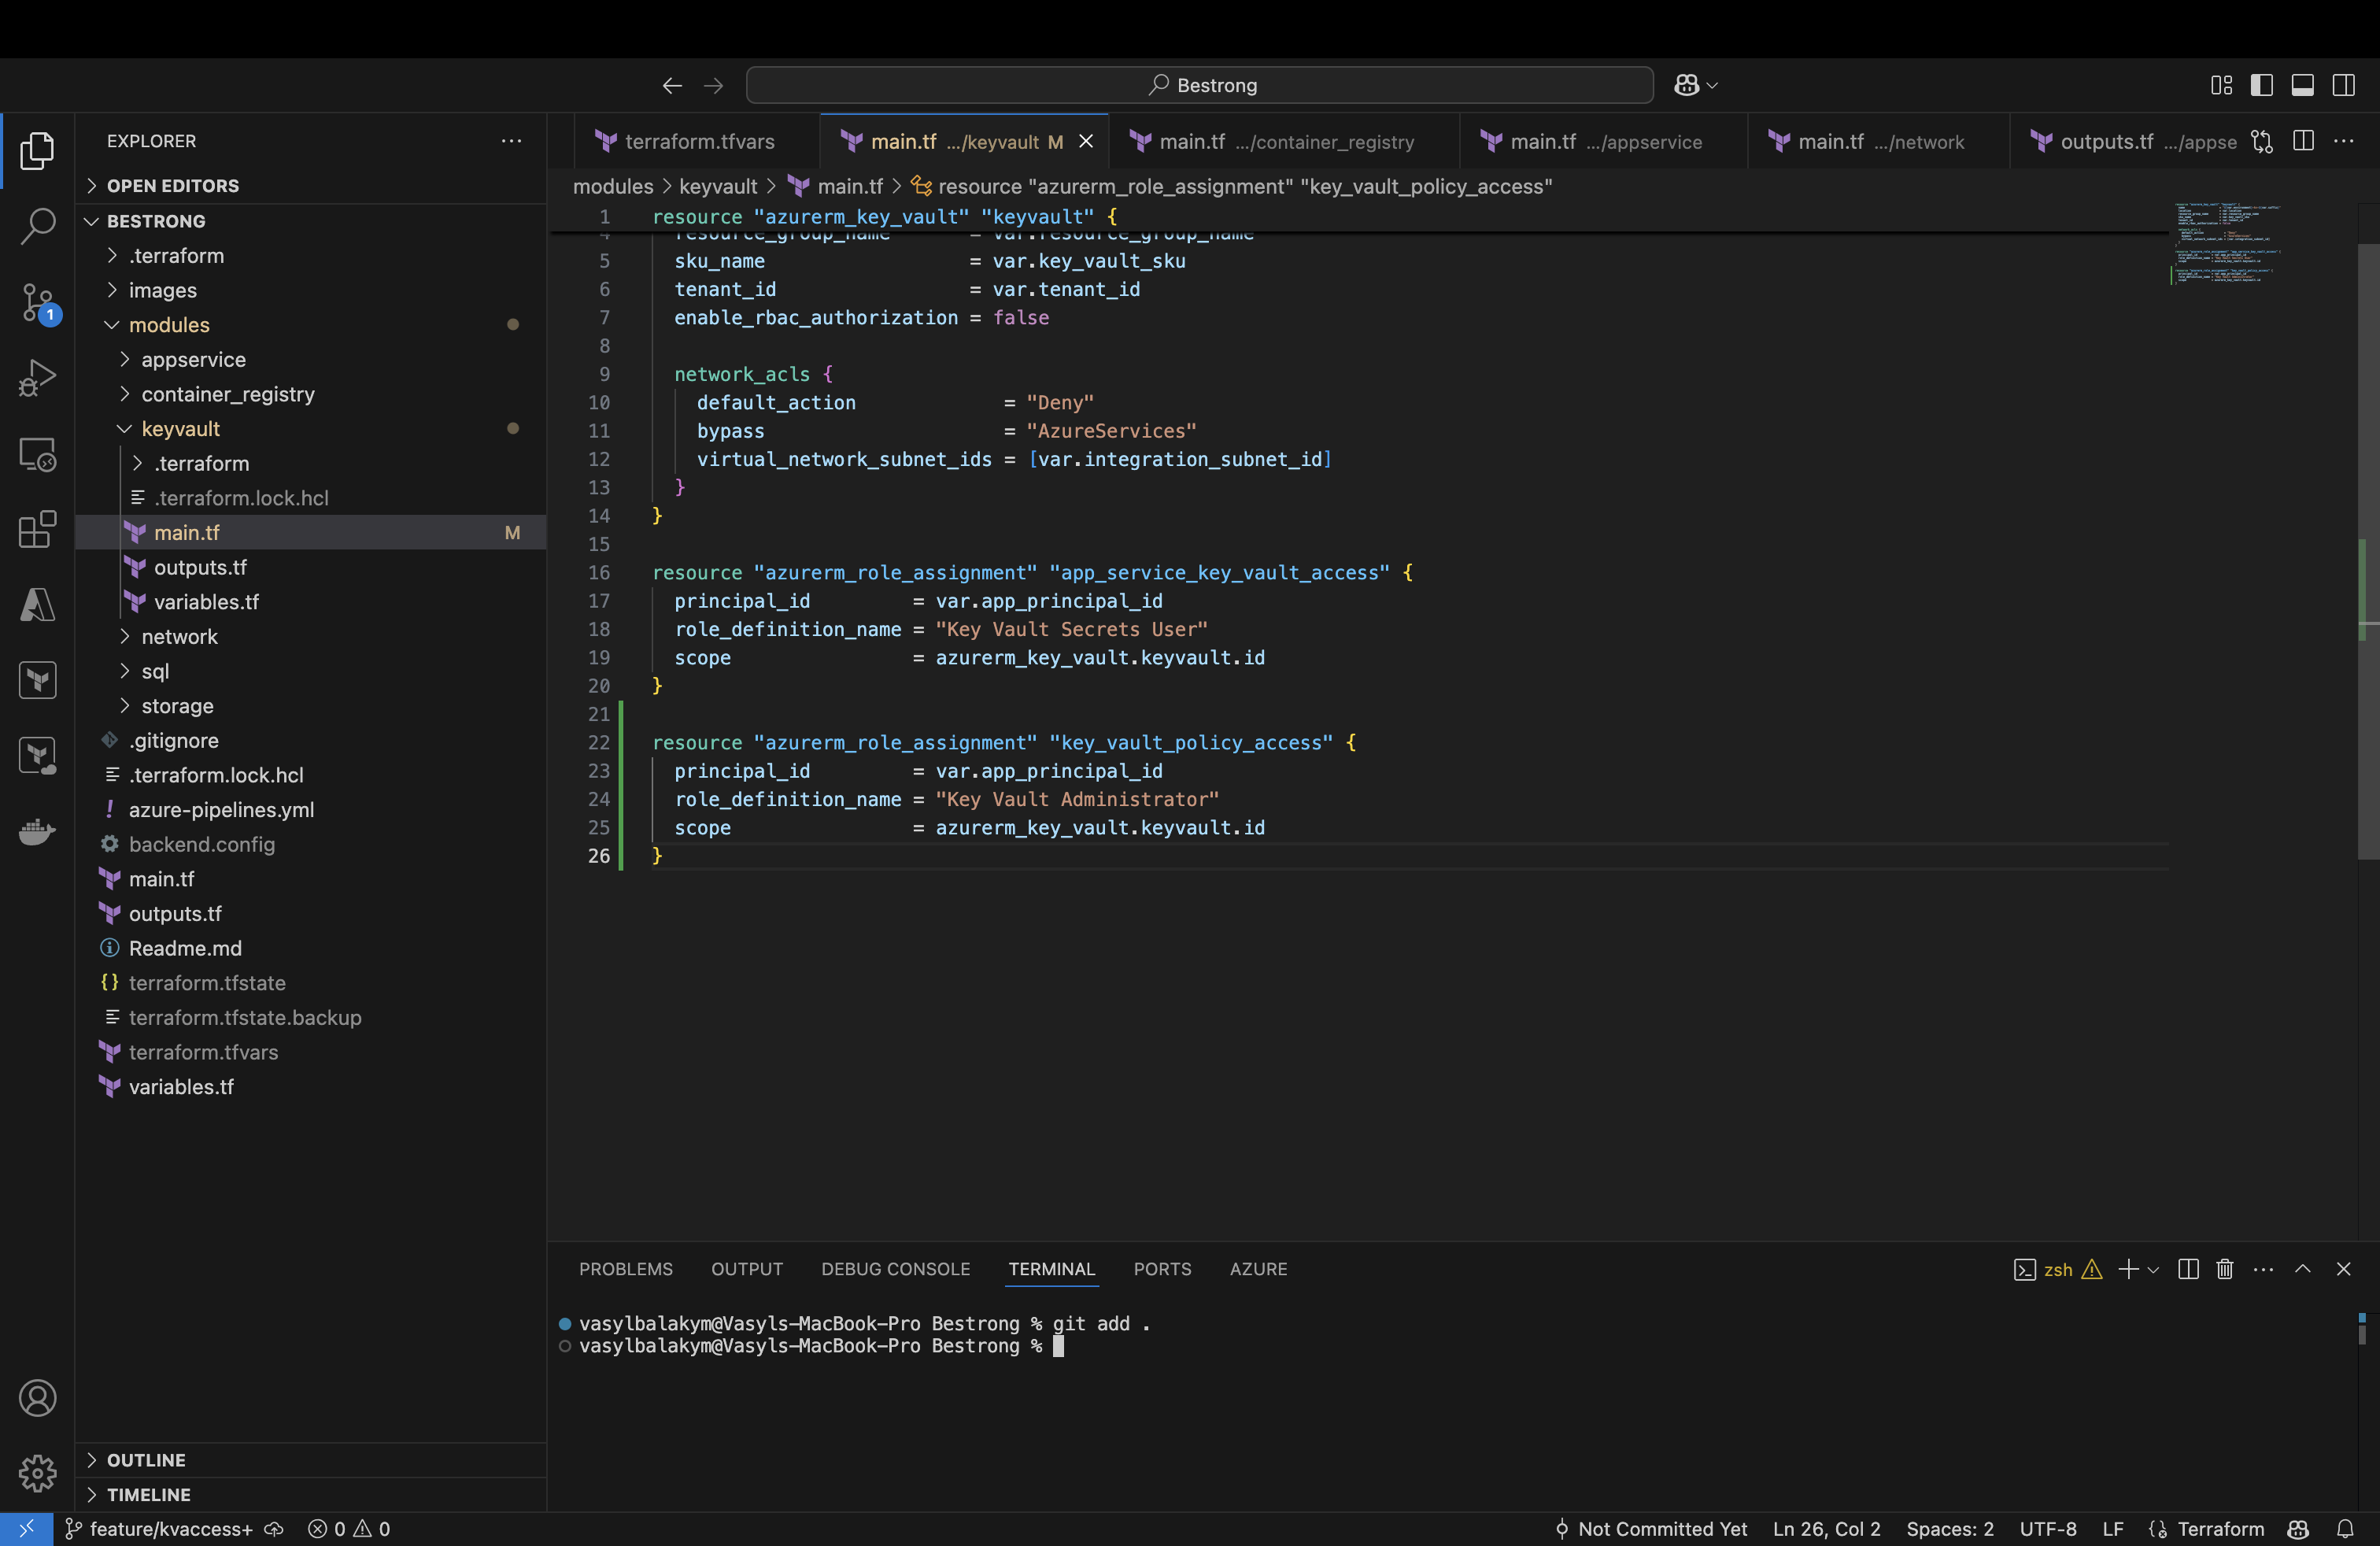 Bestrong
EXPLORER
OPEN EDITORS
BESTRONG
.terraform
images
modules
appservice
container_registry
keyvault
.terraform
.terraform.lock.hcl
main.tf M
outputs.tf
variables.tf
network
sql
storage
.gitignore
.terraform.lock.hcl
azure-pipelines.yml
backend.config
main.tf
outputs.tf
Readme.md
terraform.tfstate
terraform.tfstate.backup
terraform.tfvars
variables.tf
OUTLINE
TIMELINE
1
terraform.tfvars main.tf .../keyvault M main.tf .../container_registry main.tf .../appservice main.tf .../network outputs.tf .../appse
modules > keyvault > main.tf > resource "azurerm_role_assignment" "key_vault_policy_access"
1 resource "azurerm_key_vault" "keyvault" {
4 resource_group_name = var.resource_group_name
5 sku_name = var.key_vault_sku
6 tenant_id = var.tenant_id
7 enable_rbac_authorization = false
8
9 network_acls {
10 default_action = "Deny"
11 bypass = "AzureServices"
12 virtual_network_subnet_ids = [var.integration_subnet_id]
13 }
14 }
15
16 resource "azurerm_role_assignment" "app_service_key_vault_access" {
17 principal_id = var.app_principal_id
18 role_definition_name = "Key Vault Secrets User"
19 scope = azurerm_key_vault.keyvault.id
20 }
21
22 resource "azurerm_role_assignment" "key_vault_policy_access" {
23 principal_id = var.app_principal_id
24 role_definition_name = "Key Vault Administrator"
25 scope = azurerm_key_vault.keyvault.id
26 }
PROBLEMS OUTPUT DEBUG CONSOLE TERMINAL PORTS AZURE
zsh
vasylbalakym@Vasyls-MacBook-Pro Bestrong % git add .
vasylbalakym@Vasyls-MacBook-Pro Bestrong %
feature/kvaccess+ 0 0 Not Committed Yet Ln 26, Col 2 Spaces: 2 UTF-8 LF Terraform